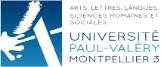 ARTS, LETTRES, LANGUES,
SCIENCES HUMAINES ET
SOCIALES
UNIVERSITÉ
PAUL-VALÉRY
MONTPELLIER 3